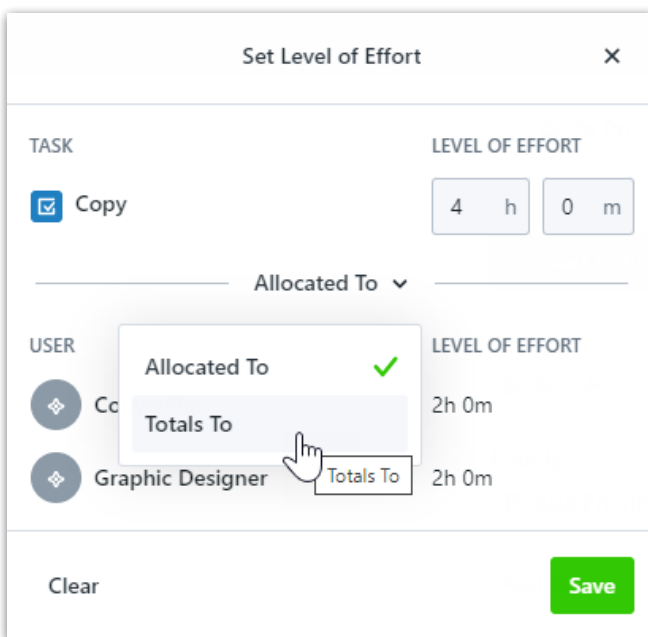 Set Level of Effort
TASK LEVEL OF EFFORT
Copy 4 h 0 m
Allocated To
USER LEVEL OF EFFORT
Allocated To
Co 2h 0m
Totals To
Totals To
Graphic Designer 2h 0m
Clear Save